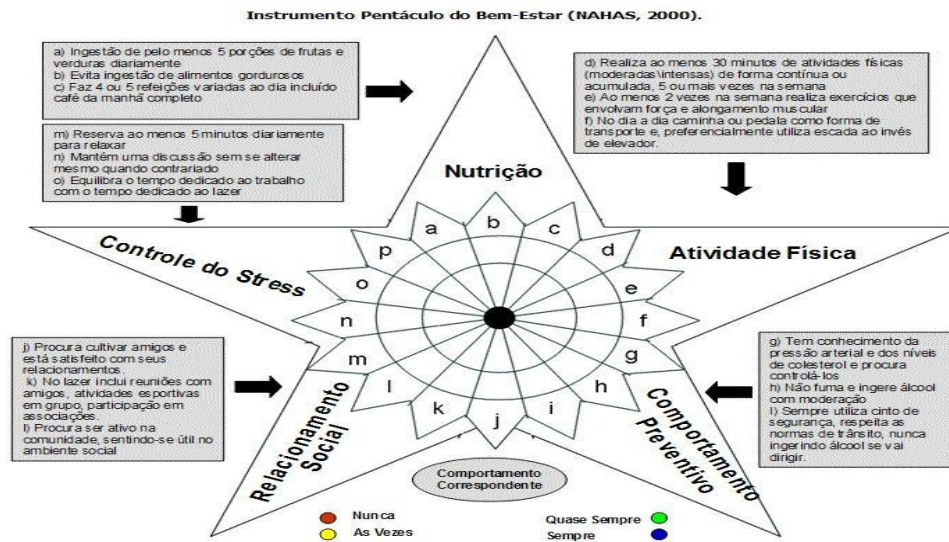 Instrumento Pentáculo do Bem-Estar (NAHAS, 2000).
a) Ingestão de pelo menos 5 porções de frutas e
verduras diariamente
b) Evita ingestão de alimentos gordurosos
c) Faz 4 ou 5 refeições variadas ao dia incluído
café da manhã completo
m) Reserva ao menos 5 minutos diariamente
para relaxar
n) Mantém uma discussão sem se alterar
mesmo quando contrariado
o) Equilibra o tempo dedicado ao trabalho
com o tempo dedicado ao lazer
d) Realiza ao menos 30 minutos de atividades físicas
(moderadas\intensas) de forma contínua ou
acumulada, 5 ou mais vezes na semana
e) Ao menos 2 vezes na semana realiza exercícios que
envolvam força e alongamento muscular
f) No dia a dia caminha ou pedala como forma de
transporte e, preferencialmente utiliza escada ao invés
de elevador.
Nutrição
Controle do Stress
Atividade Física
a
b
c
d
e
f
g
h
i
j
k
l
m
n
o
p
j) Procura cultivar amigos e
está satisfeito com seus
relacionamentos.
k) No lazer inclui reuniões com
amigos, atividades esportivas
em grupo, participação em
associações.
l) Procura ser ativo na
comunidade, sentindo-se útil no
ambiente social
g) Tem conhecimento da
pressão arterial e dos níveis
de colesterol e procura
controlá-los
h) Não fuma e ingere álcool
com moderação
I) Sempre utiliza cinto de
segurança, respeita as
normas de trânsito, nunca
ingerindo álcool se vai
dirigir.
Relacionamento
Social
Comportamento
Preventivo
Comportamento
Correspondente
Nunca
As Vezes
Quase Sempre
Sempre